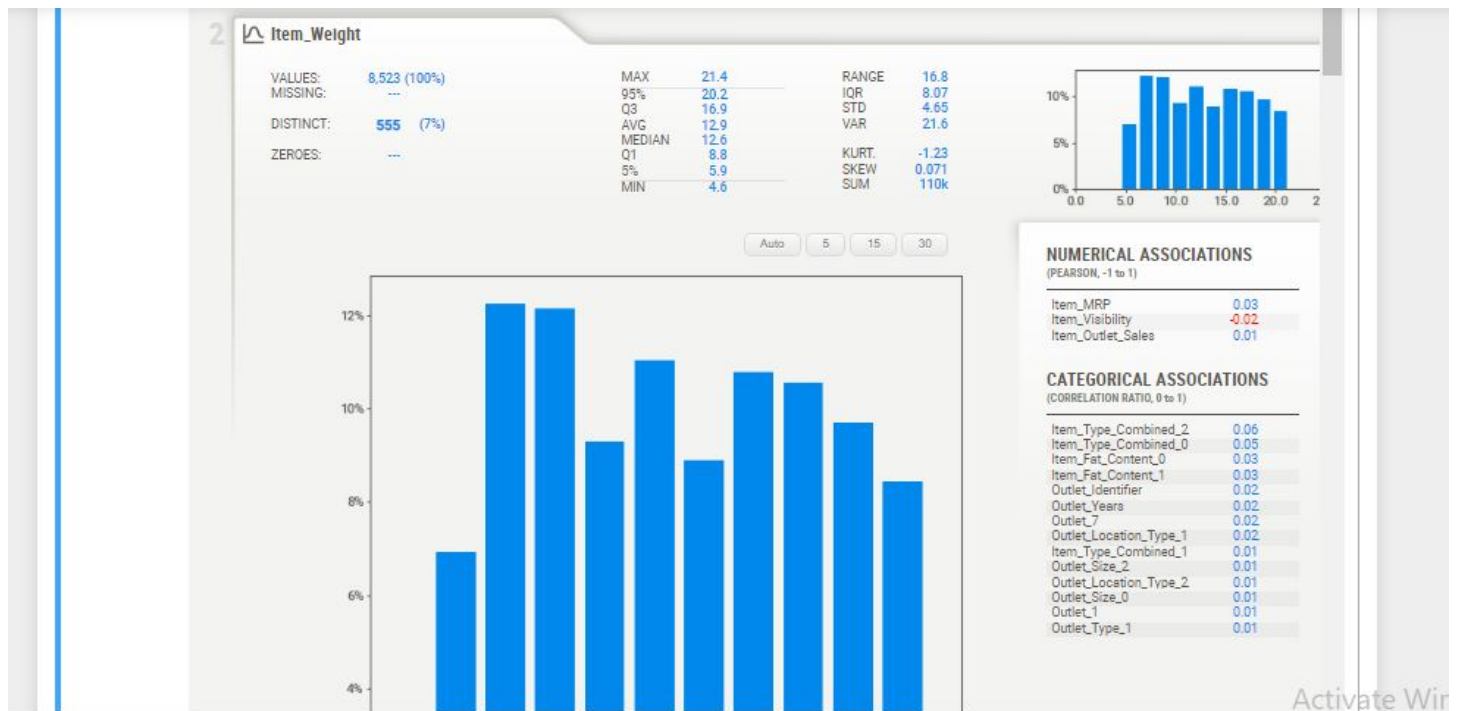 2 Item_Weight
VALUES: 8,523 (100%)
MISSING: ---
DISTINCT: 555 (7%)
ZEROES: ---
MAX 21.4
95% 20.2
Q3 16.9
AVG 12.9
MEDIAN 12.6
Q1 8.8
5% 5.9
MIN 4.6
RANGE 16.8
IQR 8.07
STD 4.65
VAR 21.6
KURT. -1.23
SKEW 0.071
SUM 110k
10%
5%
0%
0.0 5.0 10.0 15.0 20.0 2
Auto 5 15 30
12%
10%
8%
6%
4%
NUMERICAL ASSOCIATIONS
(PEARSON, -1 to 1)
Item_MRP 0.03
Item_Visibility -0.02
Item_Outlet_Sales 0.01
CATEGORICAL ASSOCIATIONS
(CORRELATION RATIO, 0 to 1)
Item_Type_Combined_2 0.06
Item_Type_Combined_0 0.05
Item_Fat_Content_0 0.03
Item_Fat_Content_1 0.03
Outlet_Identifier 0.02
Outlet_Years 0.02
Outlet_7 0.02
Outlet_Location_Type_1 0.02
Item_Type_Combined_1 0.01
Outlet_Size_2 0.01
Outlet_Location_Type_2 0.01
Outlet_Size_0 0.01
Outlet_1 0.01
Outlet_Type_1 0.01
Activate Wir